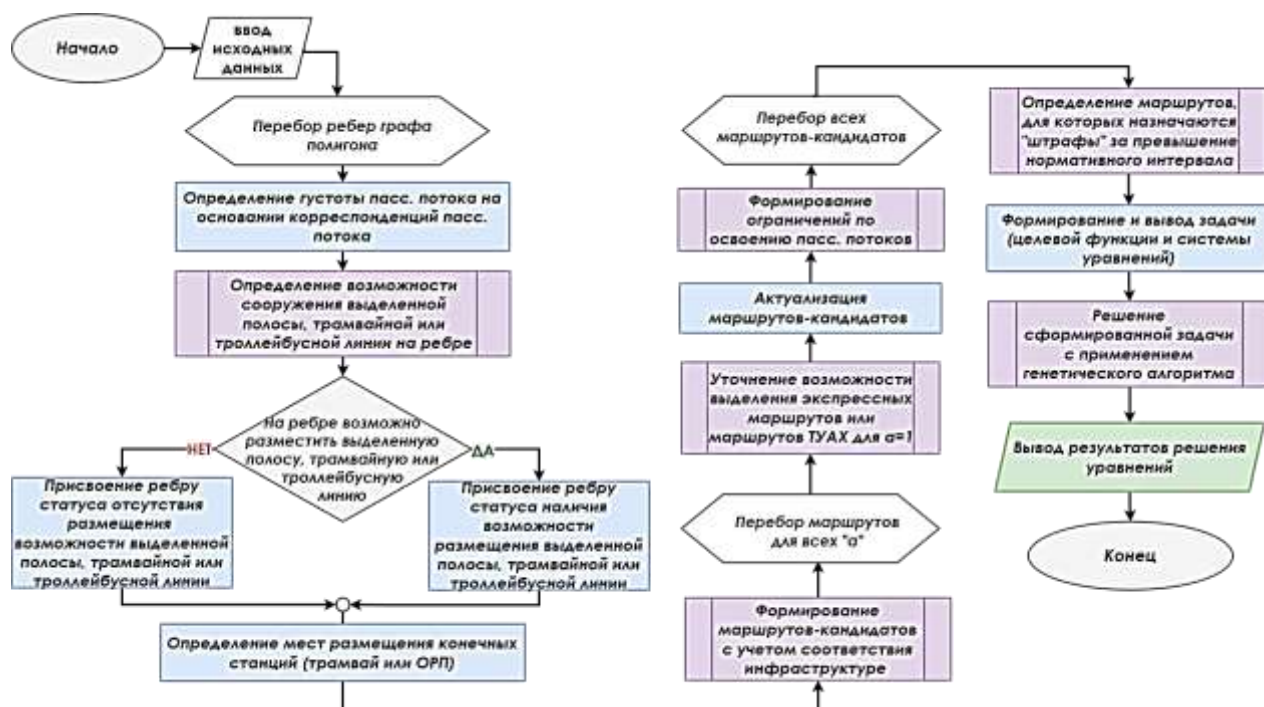 Начало
ввод
исходных
данных
Перебор ребер графа
полигона
Определение густоты пасс. потока на
основании корреспонденций пасс.
потока
Определение возможности
сооружения выделенной
полосы, трамвайной или
троллейбусной линии на ребре
На ребре возможно
разместить выделенную
полосу, трамвайную или
троллейбусную
линию
НЕТ
ДА
Присвоение ребру
статуса отсутствия
размещения
возможности выделенной
полосы, трамвайной или
троллейбусной линии
Присвоение ребру
статуса наличия
возможности
размещения выделенной
полосы, трамвайной или
троллейбусной линии
Определение мест размещения конечных
станций (трамвай или ОРП)
Формирование
маршрутов-кандидатов
с учетом соответствия
инфраструктуре
Перебор маршрутов
для всех "а"
Уточнение возможности
выделения экспрессных
маршрутов или
маршрутов ТУАХ для а=1
Актуализация
маршрутов-кандидатов
Формирование
ограничений по
освоению пасс. потоков
Перебор всех
маршрутов-кандидатов
Определение маршрутов,
для которых назначаются
"штрафы" за превышение
нормативного интервала
Формирование и вывод задачи
(целевой функции и системы
уравнений)
Решение
сформированной задачи
с применением
генетического алгоритма
Вывод результатов решения
уравнений
Конец